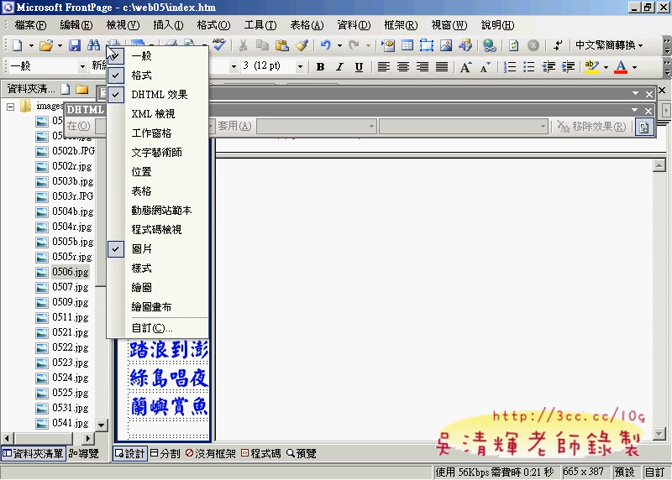 Microsoft FrontPage - c:\web05\index.htm
檔案(F) 編輯(E) 檢視(V) 插入(I) 格式(O) 工具(T) 表格(A) 資料(D) 框架(R) 視窗(W) 說明(H)
中文繁簡轉換
一般
3 (12 pt)
B I U
資料夾清單
DHTML
在(O)
套用(A)
移除效果(R)
images
一般
格式
DHTML 效果
XML 檢視
工作窗格
文字藝術師
位置
表格
動態網站範本
程式碼檢視
圖片
樣式
繪圖
繪圖畫布
自訂(C)...
0502b.JPG
0502r.jpg
0503b.jpg
0503r.JPG
0504b.jpg
0504r.jpg
0505b.jpg
0505r.jpg
0506.jpg
0507.jpg
0509.jpg
0511.jpg
0521.jpg
0522.jpg
0523.jpg
0524.jpg
0525.jpg
0531.jpg
0541.jpg
踏浪到澎
綠島唱夜
蘭嶼賞魚
http://3cc.cc/10g
吳清輝老師錄製
資料夾清單 導覽
設計 分割 沒有框架 程式碼 預覽
使用 56Kbps 需費時 0:21 秒 665 x 387 預設 自訂